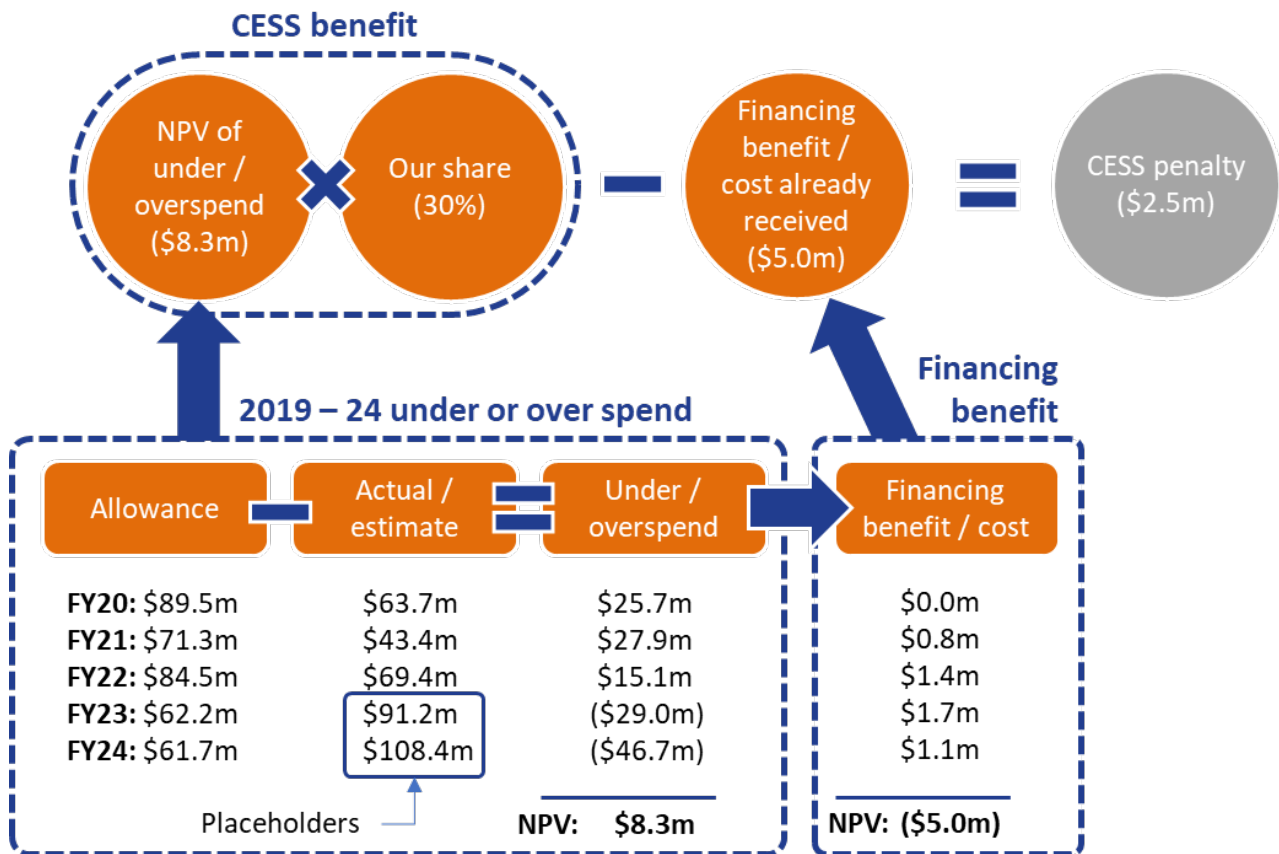 CESS benefit
NPV of
under /
overspend
($8.3m)
Our share
(30%)
Financing
benefit /
cost already
received
($5.0m)
CESS penalty
($2.5m)
Financing
benefit
2019 – 24 under or over spend
Allowance
Actual /
estimate
Under /
overspend
Financing
benefit / cost
FY20: $89.5m $63.7m $25.7m $0.0m
FY21: $71.3m $43.4m $27.9m $0.8m
FY22: $84.5m $69.4m $15.1m $1.4m
FY23: $62.2m $91.2m ($29.0m) $1.7m
FY24: $61.7m $108.4m ($46.7m) $1.1m
Placeholders
NPV: $8.3m
NPV: ($5.0m)